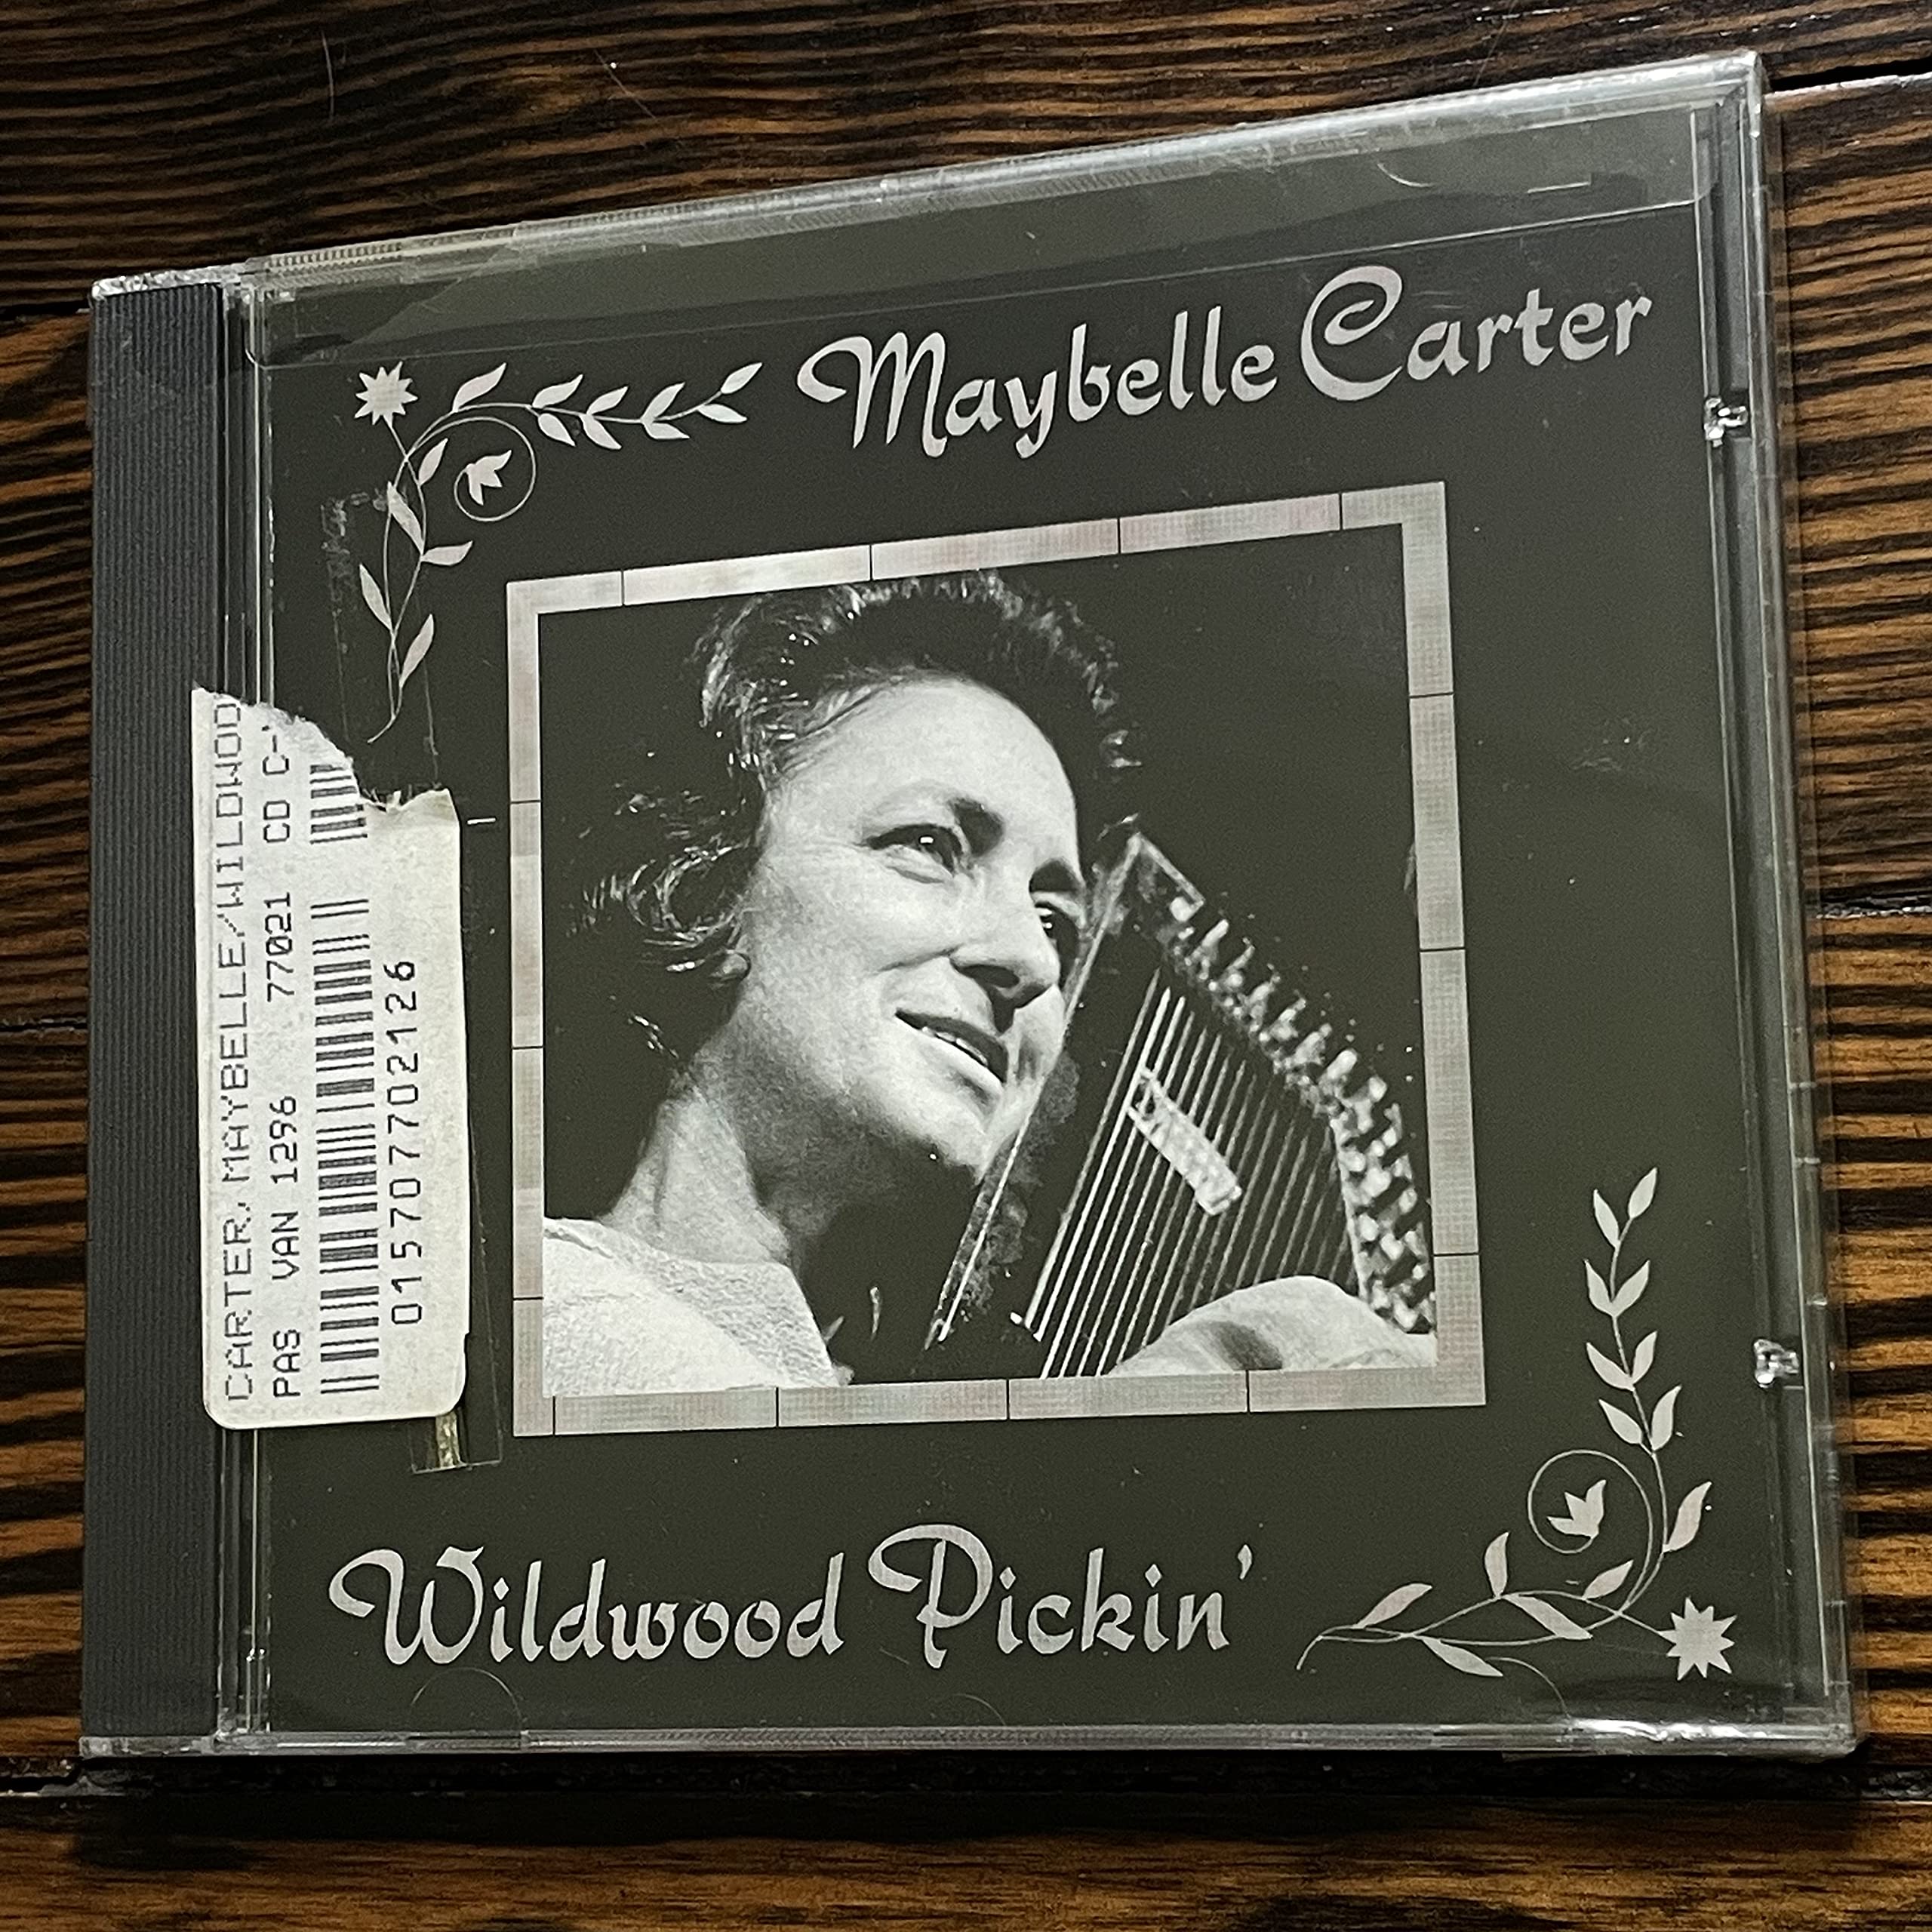 Maybelle Carter
CARTER, MAYBELLE/WILDWOO
PAS VAN 1296 77021 CD C-
015707702126
Wildwood Pickin'